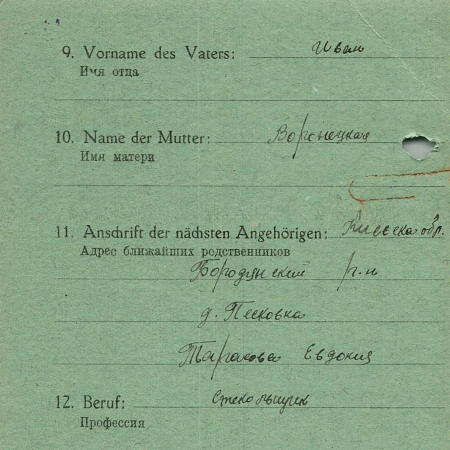 9. Vorname des Vaters: Иван
Имя отца
10. Name der Mutter: Воронецкая
Имя матери
11. Anschrift der nächsten Angehörigen: Киевская обр.
Адрес ближайших родственников
Бородянский р-н
д. Песковка
Тарасова Евдокия
12. Beruf: стекольщик
Профессия